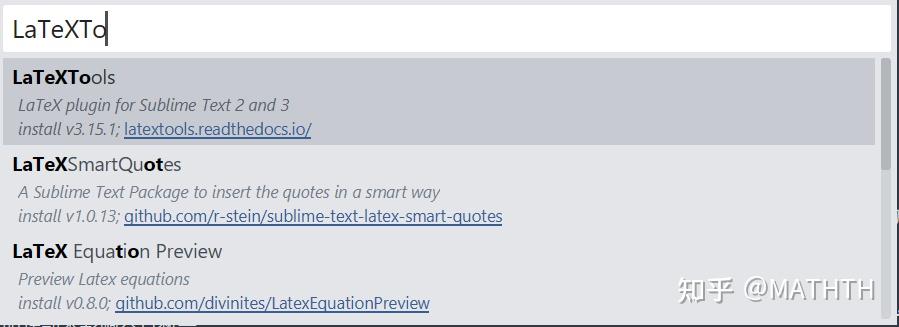 LaTeXTo
LaTeXTools
LaTeX plugin for Sublime Text 2 and 3
install v3.15.1; latextools.readthedocs.io/
LaTeXSmartQuotes
A Sublime Text Package to insert the quotes in a smart way
install v1.0.13; github.com/r-stein/sublime-text-latex-smart-quotes
LaTeX Equation Preview
Preview Latex equations
install v0.8.0; github.com/divinites/LatexEquationPreview
知乎 @MATHTH